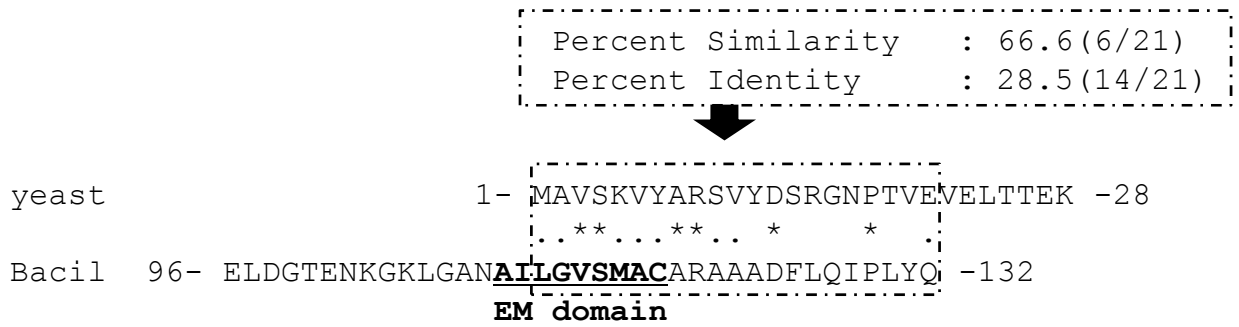 Percent Similarity : 66.6(6/21)
Percent Identity : 28.5(14/21)
yeast 1- MAVSKVYARSVYDSRGNPTVEVELTTEK -28
..**...**.. * * .
Bacil 96- ELDGTENKGKLGANAILGVSMACARAAADFLQIPLYQ -132
EM domain